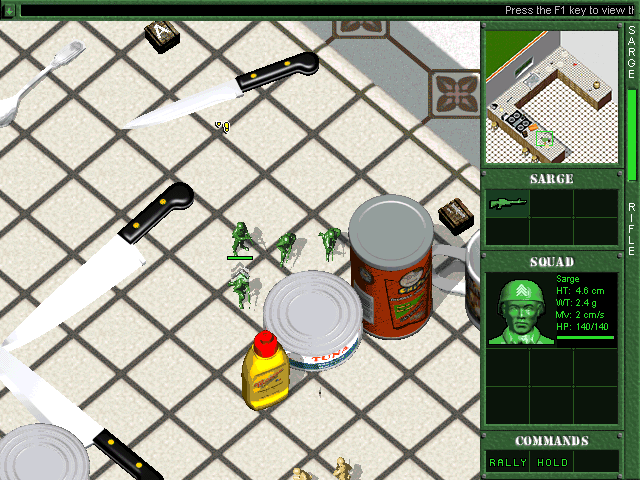 Press the F1 key to view th
SARGE
RIFLE
A
SARGE
SQUAD
Sarge
HT: 4.6 cm
WT: 2.4 g
Mv: 2 cm/s
HP: 140/140
TUNA
COMMANDS
RALLY HOLD